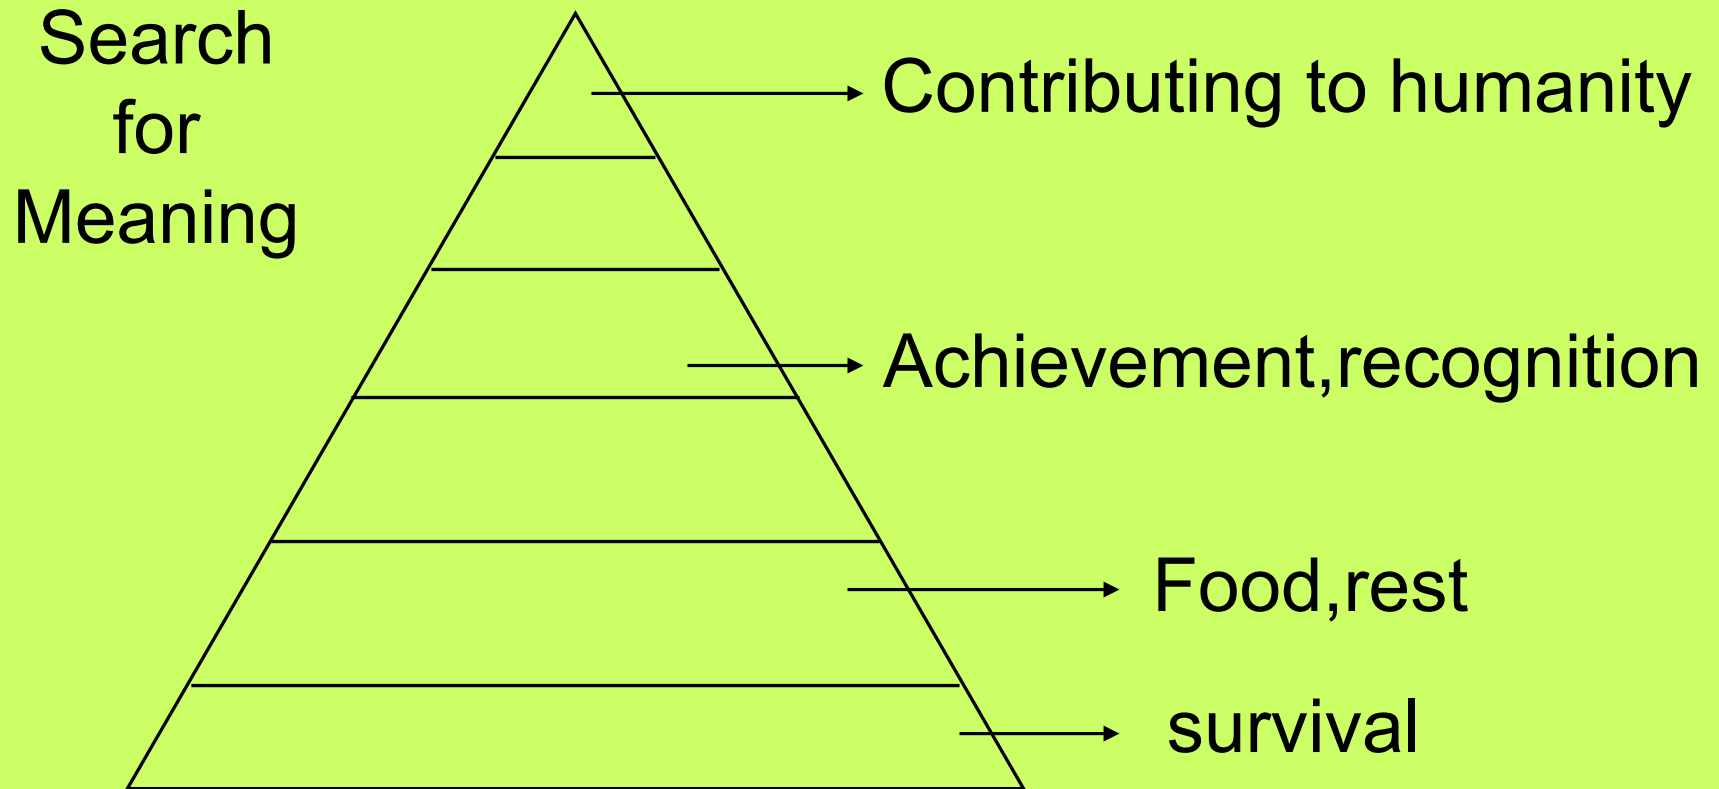 Search
for
Meaning
Contributing to humanity
Achievement,recognition
Food,rest
survival